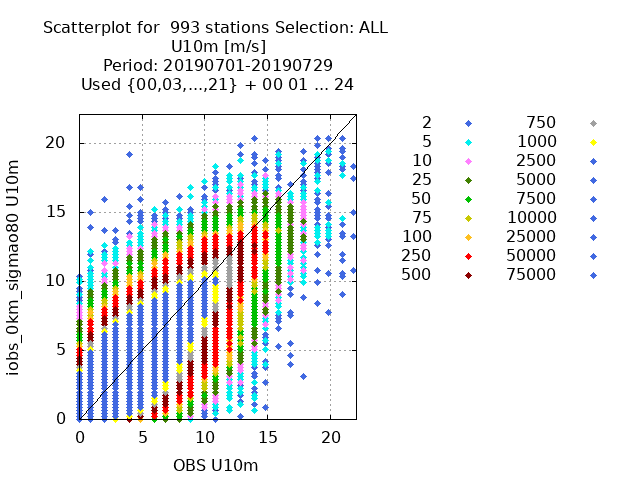 Scatterplot for  993 stations Selection: ALL
U10m [m/s]
Period: 20190701-20190729
Used {00,03,...,21} + 00 01 ... 24
iobs_0km_sigmao80 U10m
20
15
10
5
0
0 5 10 15 20
OBS U10m
2 750
5 1000
10 2500
25 5000
50 7500
75 10000
100 25000
250 50000
500 75000